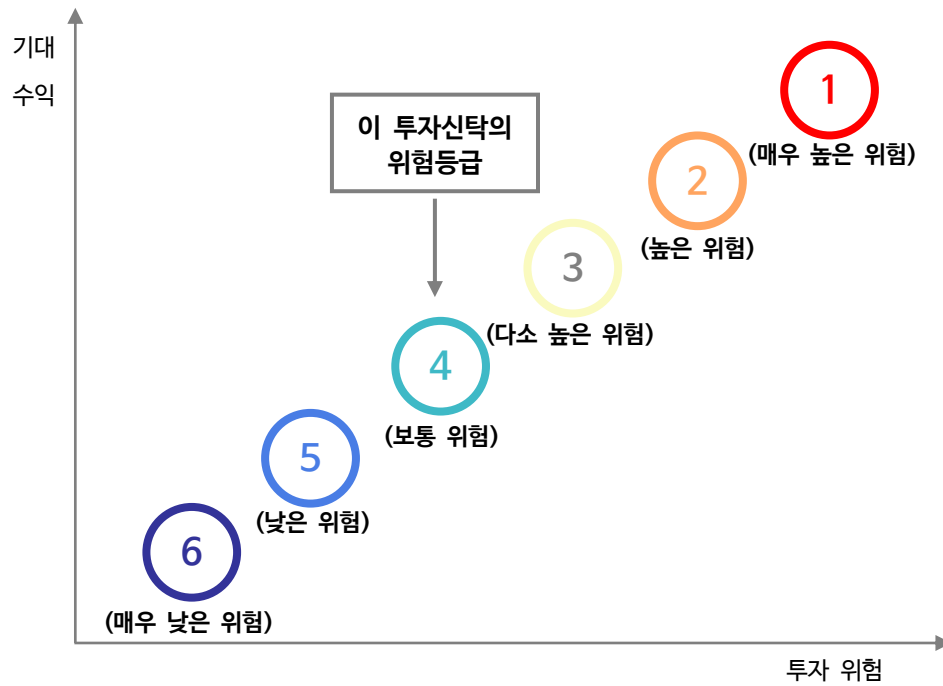 기대
수익
이 투자신탁의
위험등급
1
(매우 높은 위험)
2
(높은 위험)
3
(다소 높은 위험)
4
(보통 위험)
5
(낮은 위험)
6
(매우 낮은 위험)
투자 위험